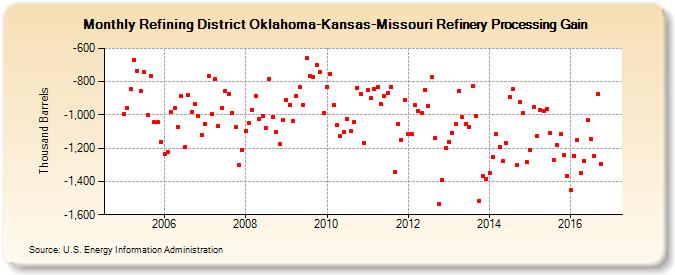 Monthly Refining District Oklahoma-Kansas-Missouri Refinery Processing Gain
Thousand Barrels
-600
-800
-1,000
-1,200
-1,400
-1,600
2006 2008 2010 2012 2014 2016
Source: U.S. Energy Information Administration